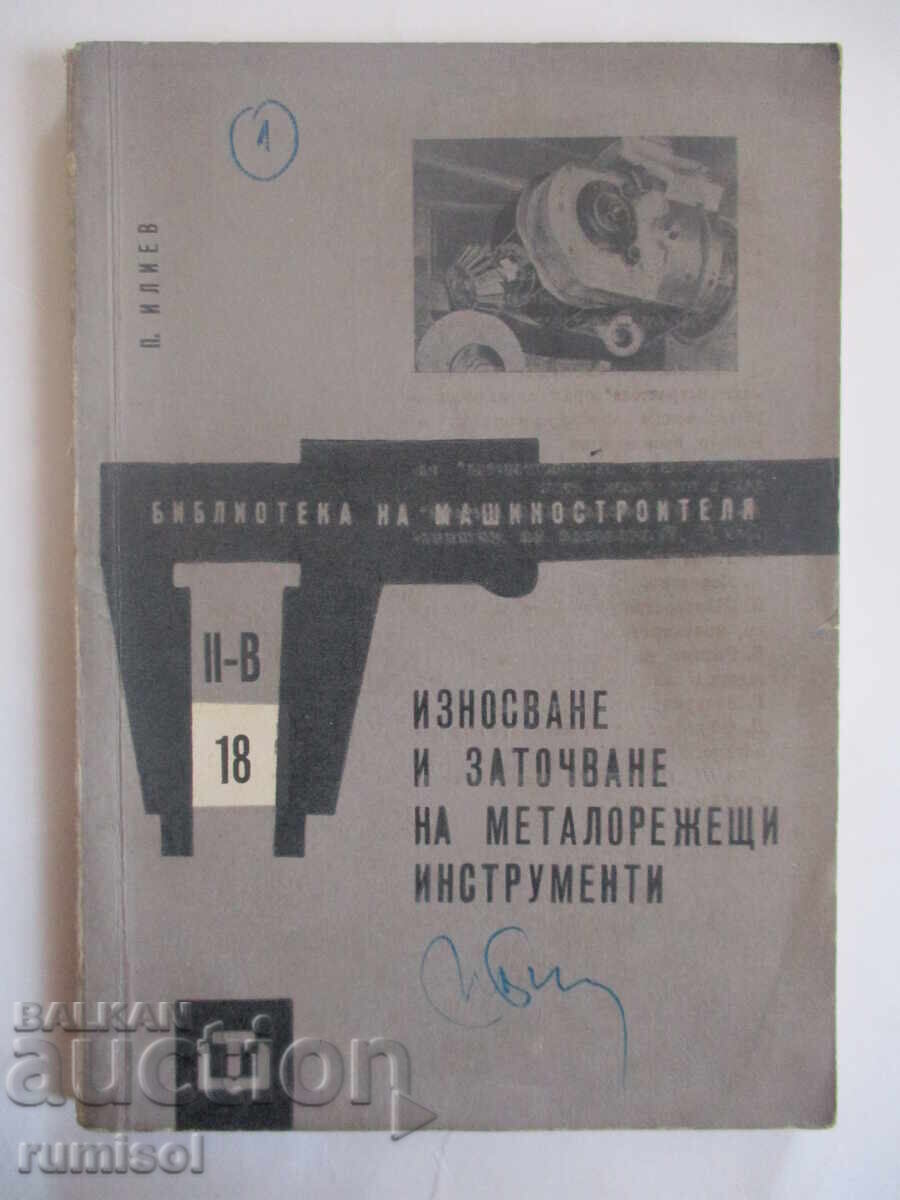 1
П. ИЛИЕВ
БИБЛИОТЕКА НА МАШИНОСТРОИТЕЛЯ
II-В
18
ИЗНОСВАНЕ
И ЗАТОЧВАНЕ
НА МЕТАЛОРЕЖЕЩИ
ИНСТРУМЕНТИ
BALKAN
auction
rumisol